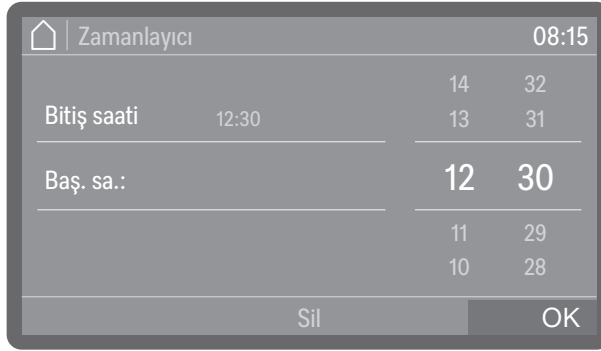 Zamanlayıcı 08:15
14 32
Bitiş saati 12:30 13 31
Baş. sa.: 12 30
11 29
10 28
Sil OK